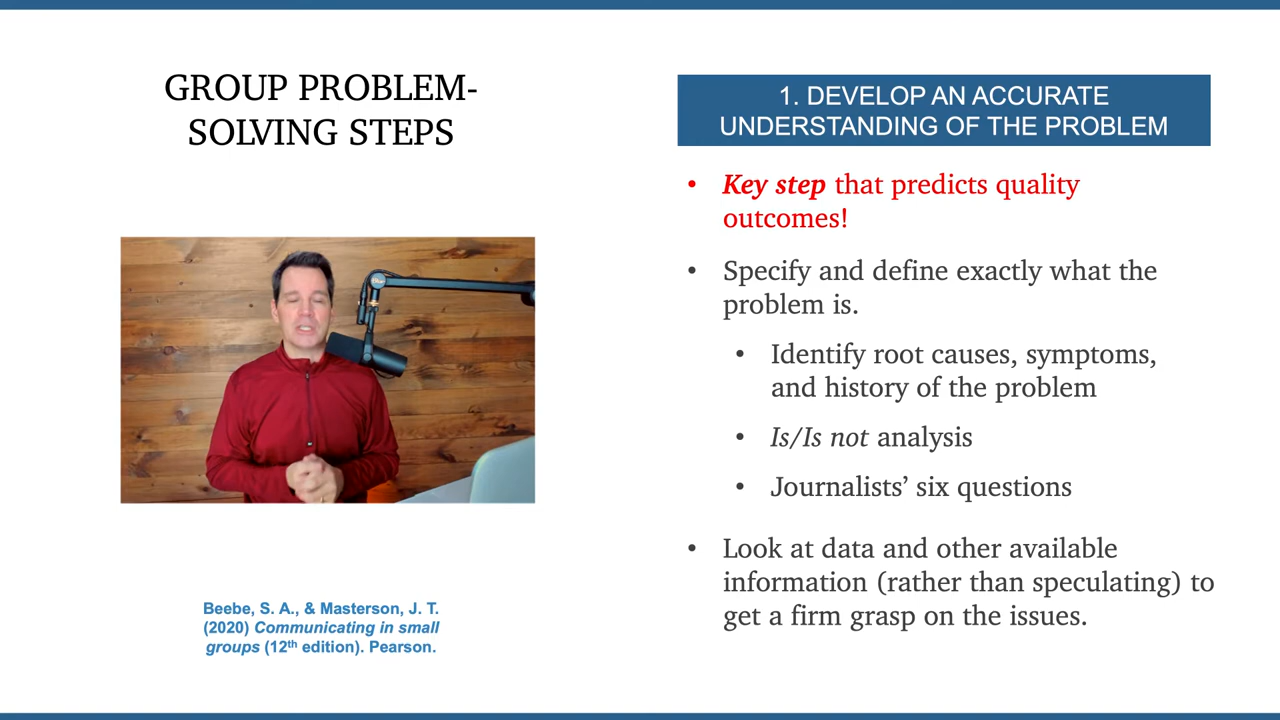 GROUP PROBLEM-
SOLVING STEPS
Beebe, S. A., & Masterson, J. T.
(2020) Communicating in small
groups (12th edition). Pearson.
1. DEVELOP AN ACCURATE
UNDERSTANDING OF THE PROBLEM
• Key step that predicts quality
outcomes!
• Specify and define exactly what the
problem is.
• Identify root causes, symptoms,
and history of the problem
• Is/Is not analysis
• Journalists’ six questions
• Look at data and other available
information (rather than speculating) to
get a firm grasp on the issues.